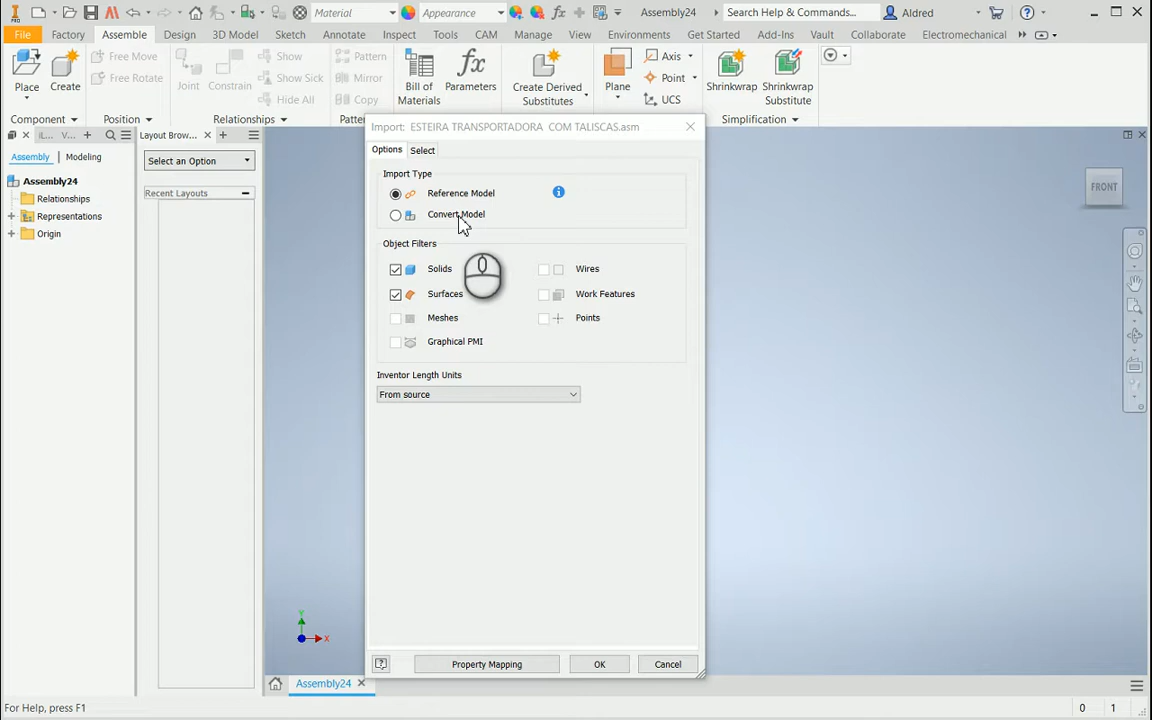 PRO
Material
Appearance
fx
Assembly24
Search Help & Commands...
Aldred
File
Factory
Assemble
Design
3D Model
Sketch
Annotate
Inspect
Tools
CAM
Manage
View
Environments
Get Started
Add-Ins
Vault
Collaborate
Electromechanical
Place
Create
Free Move
Free Rotate
Joint
Constrain
Show
Show Sick
Hide All
Pattern
Mirror
Copy
Bill of
Materials
fx
Parameters
Create Derived
Substitutes
Plane
Axis
Point
UCS
Shrinkwrap
Shrinkwrap
Substitute
Component
Position
Relationships
Simplification
iL...
V...
Layout Brow...
Assembly
Modeling
Assembly24
Relationships
Representations
Origin
Select an Option
Recent Layouts
Import: ESTEIRA TRANSPORTADORA COM TALISCAS.asm
Options
Select
Import Type
Reference Model
Convert Model
Object Filters
Solids
Wires
Surfaces
Work Features
Meshes
Points
Graphical PMI
Inventor Length Units
From source
Property Mapping
OK
Cancel
FRONT
Y
X
Assembly24
For Help, press F1
0
1